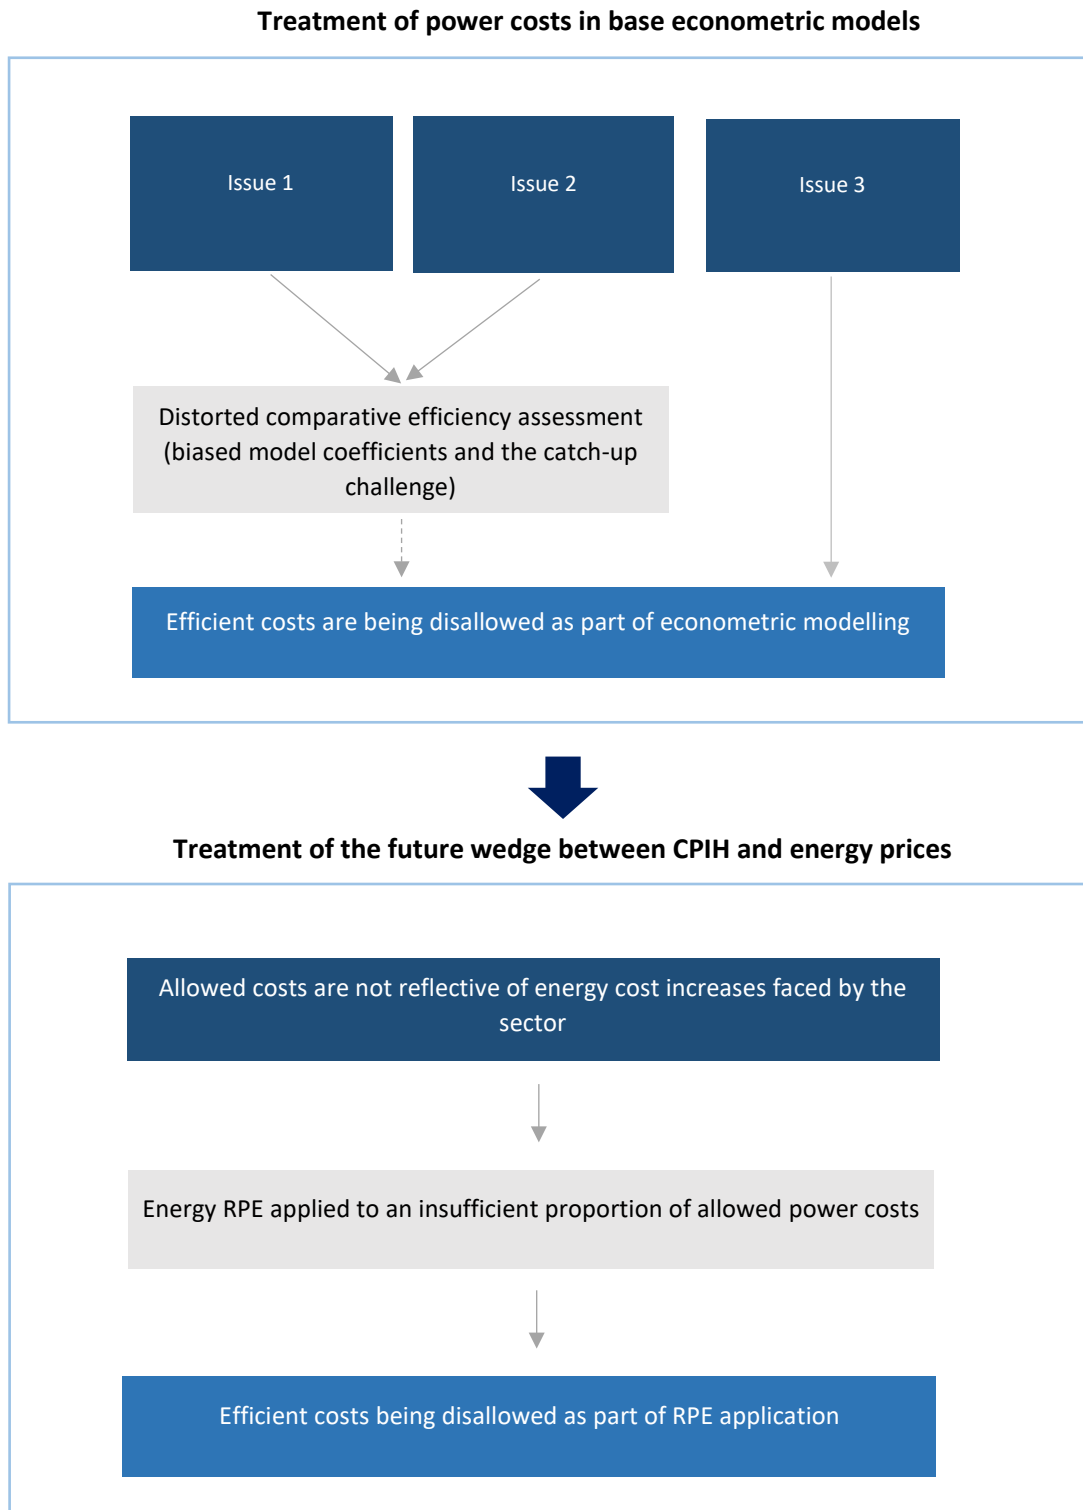 Treatment of power costs in base econometric models
Issue 1
Issue 2
Issue 3
Distorted comparative efficiency assessment
(biased model coefficients and the catch-up
challenge)
Efficient costs are being disallowed as part of econometric modelling
Treatment of the future wedge between CPIH and energy prices
Allowed costs are not reflective of energy cost increases faced by the
sector
Energy RPE applied to an insufficient proportion of allowed power costs
Efficient costs being disallowed as part of RPE application